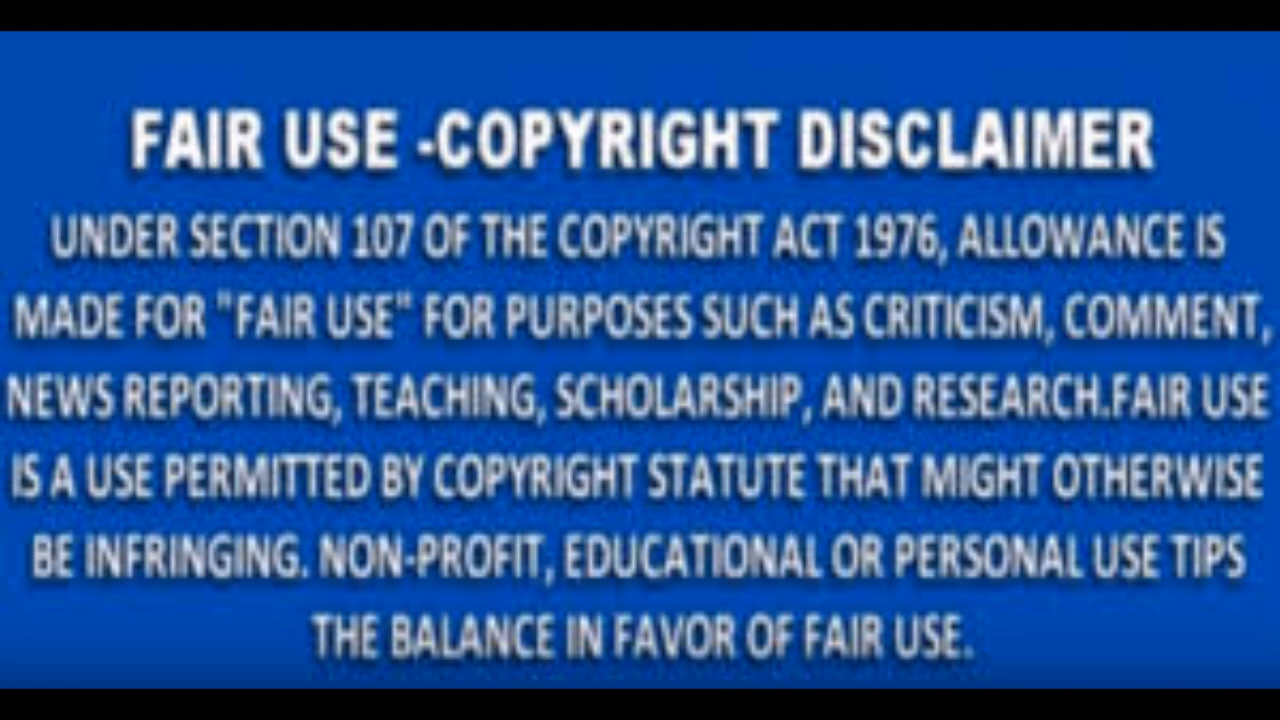 FAIR USE -COPYRIGHT DISCLAIMER
UNDER SECTION 107 OF THE COPYRIGHT ACT 1976, ALLOWANCE IS
MADE FOR "FAIR USE" FOR PURPOSES SUCH AS CRITICISM, COMMENT,
NEWS REPORTING, TEACHING, SCHOLARSHIP, AND RESEARCH.FAIR USE
IS A USE PERMITTED BY COPYRIGHT STATUTE THAT MIGHT OTHERWISE
BE INFRINGING. NON-PROFIT, EDUCATIONAL OR PERSONAL USE TIPS
THE BALANCE IN FAVOR OF FAIR USE.